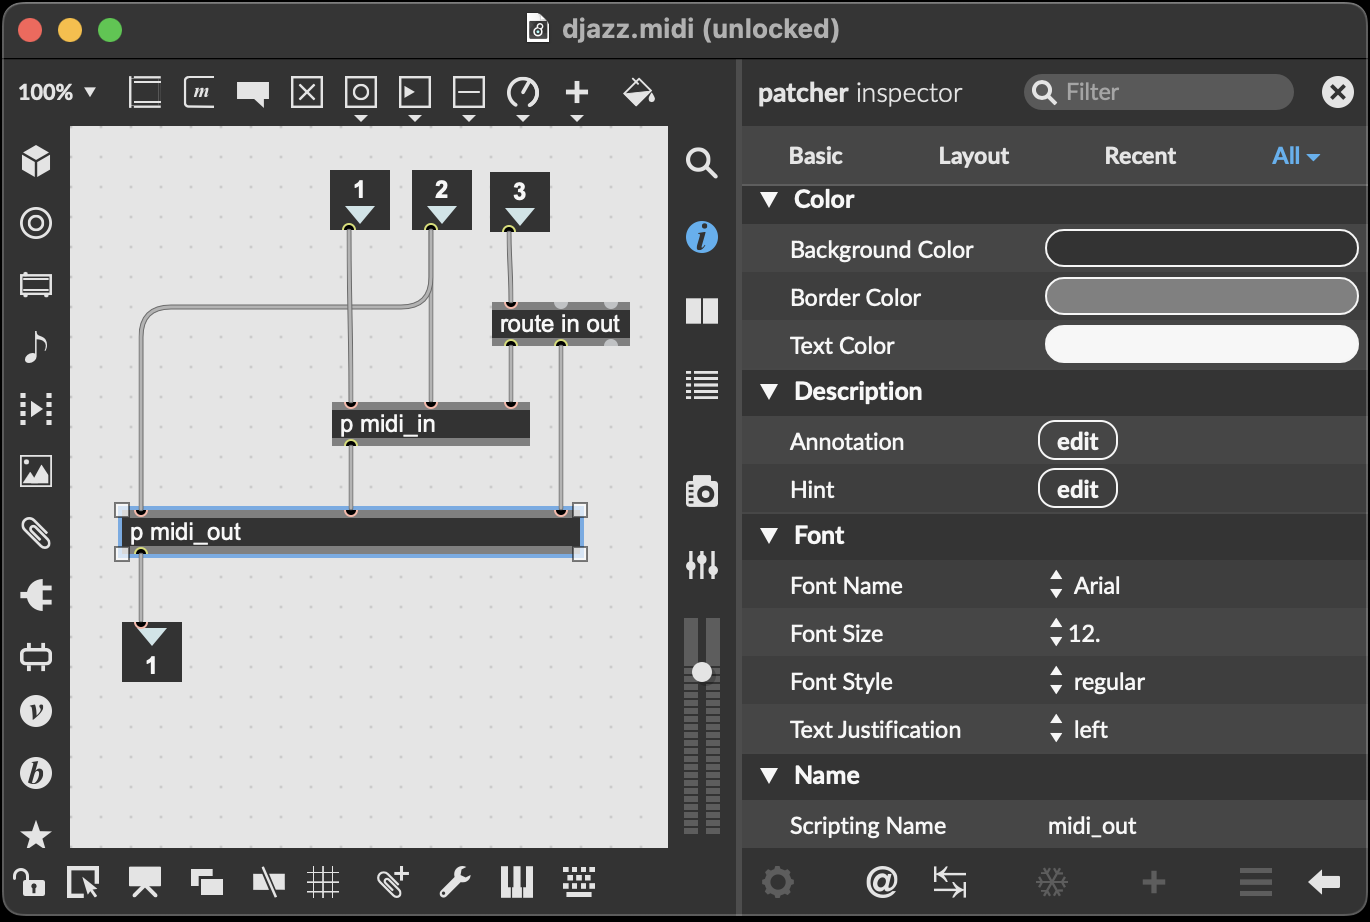 djazz.midi (unlocked)
100%
m
patcher inspector
Filter
Basic
Layout
Recent
All
1
2
3
route in out
p midi_in
p midi_out
1
i
v
b
Color
Background Color
Border Color
Text Color
Description
Annotation edit
Hint edit
Font
Font Name Arial
Font Size 12.
Font Style regular
Text Justification left
Name
Scripting Name midi_out
@